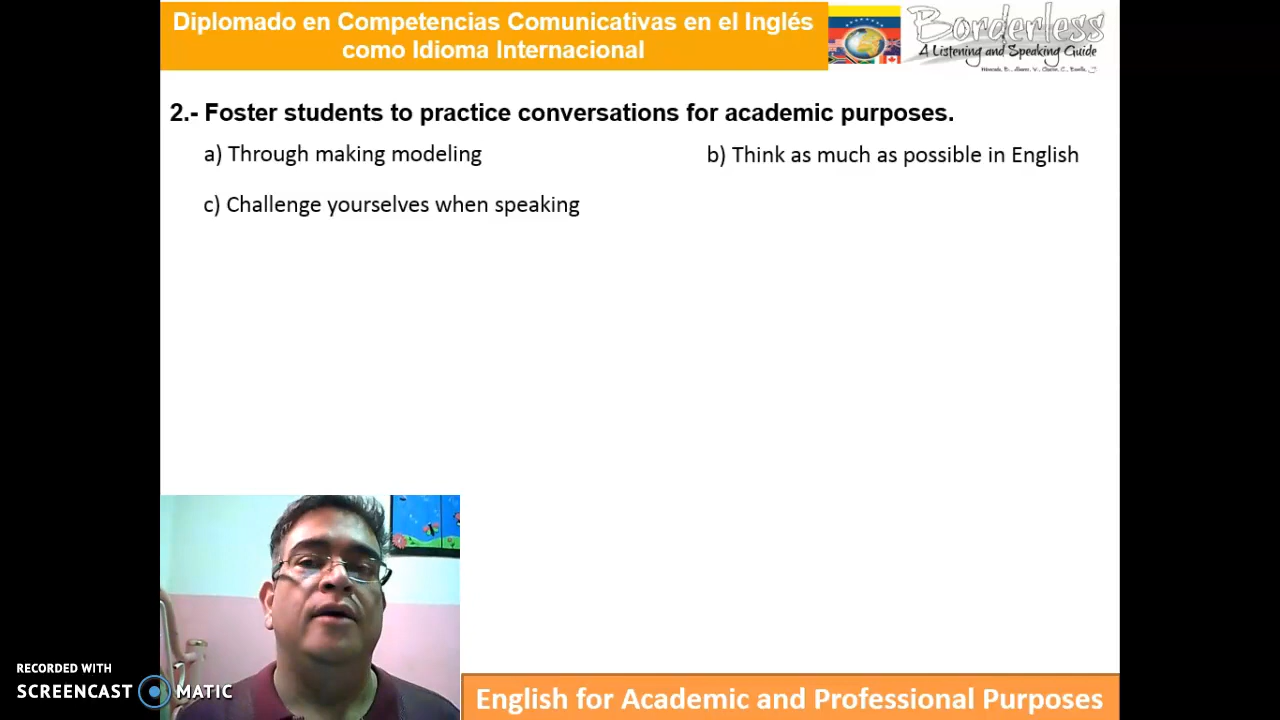 Diplomado en Competencias Comunicativas en el Inglés
como Idioma Internacional
Borderless
A Listening and Speaking Guide
2.- Foster students to practice conversations for academic purposes.
a) Through making modeling
b) Think as much as possible in English
c) Challenge yourselves when speaking
RECORDED WITH
SCREENCAST MATIC
English for Academic and Professional Purposes